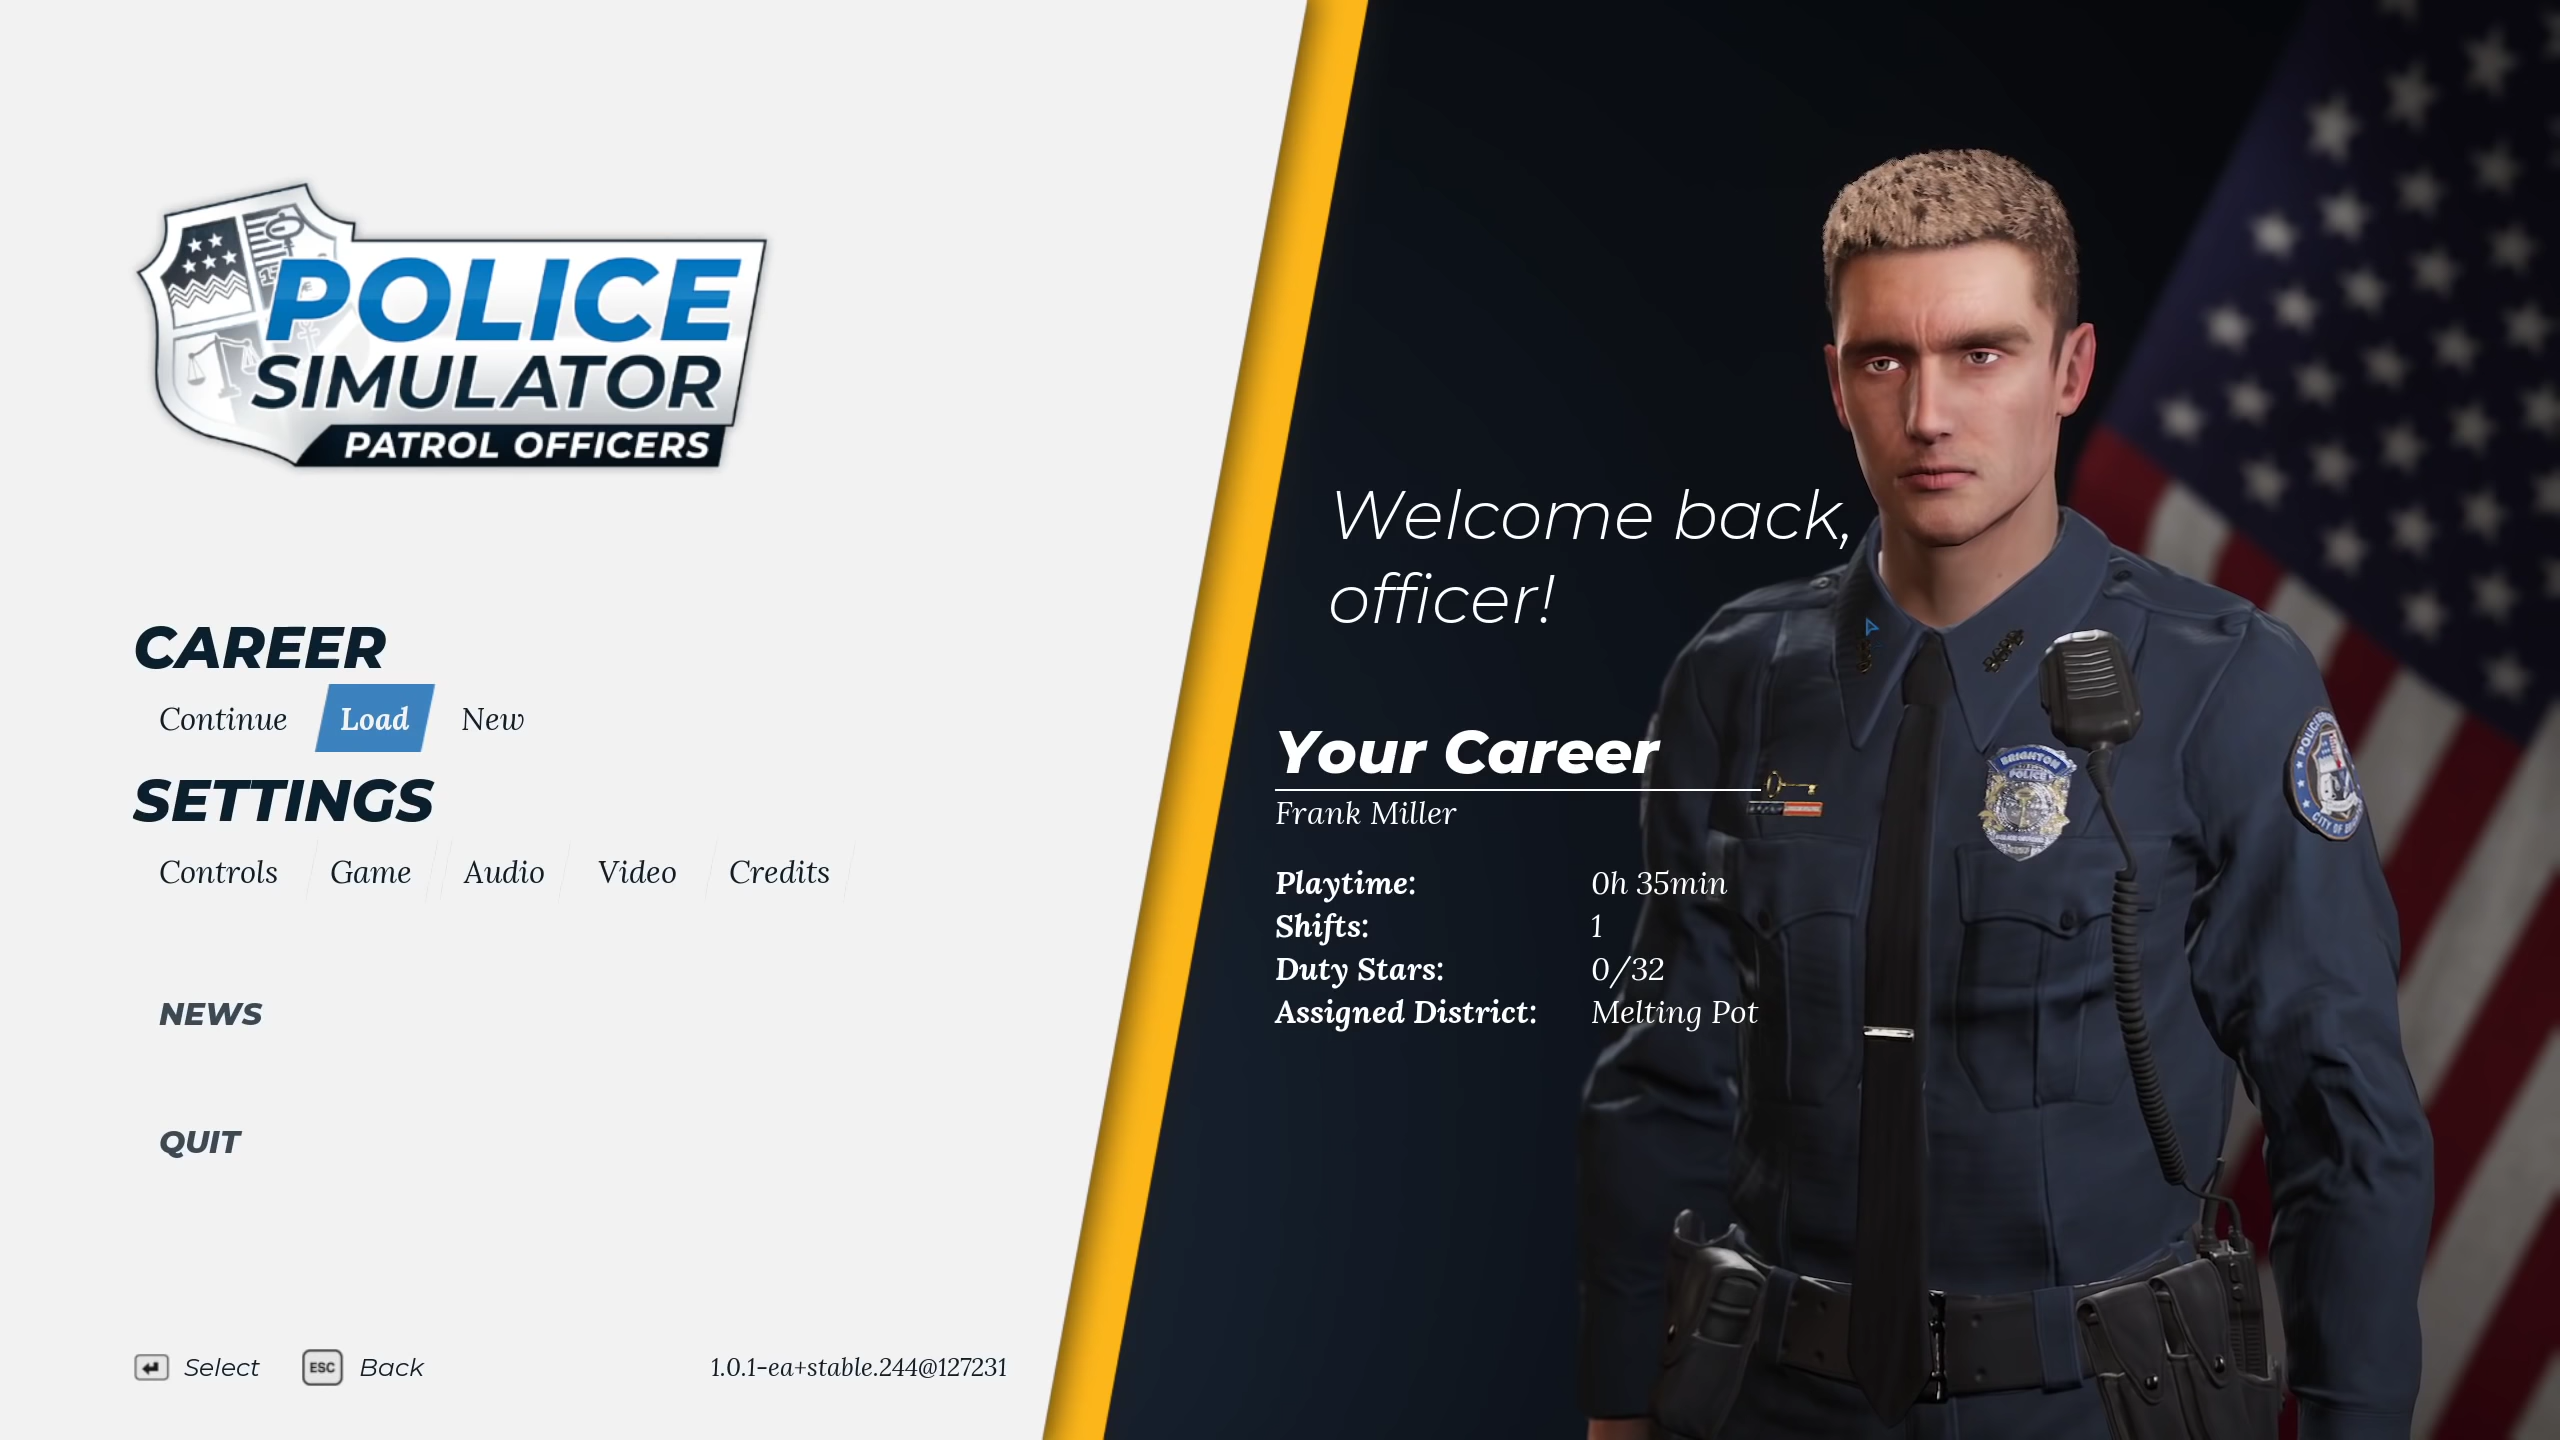 POLICE
SIMULATOR
PATROL OFFICERS
CAREER
Continue Load New
SETTINGS
Controls Game Audio Video Credits
NEWS
QUIT
Select ESC Back 1.0.1-ea+stable.244@127231
Welcome back,
officer!
Your Career
Frank Miller
Playtime: 0h 35min
Shifts: 1
Duty Stars: 0/32
Assigned District: Melting Pot
BRIGHTON
POLICE